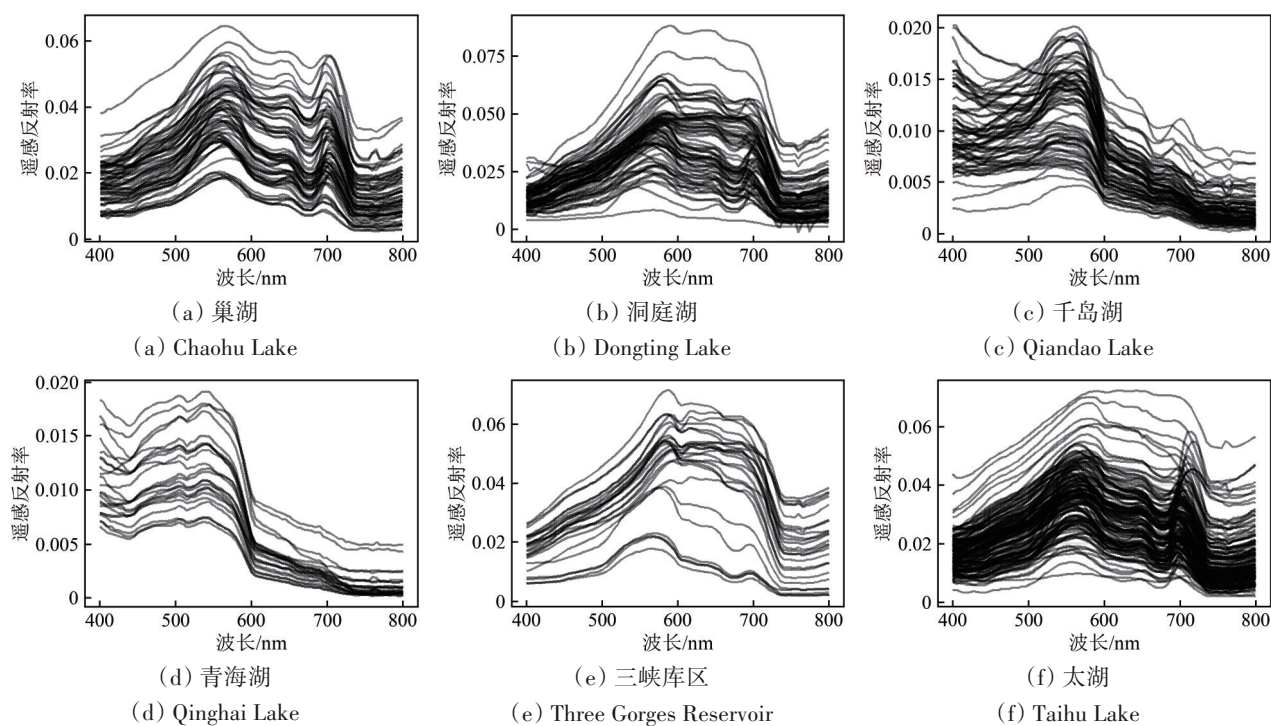 遥感反射率
0.06
0.04
0.02
0
400 500 600 700 800
波长/nm
(a) 巢湖
(a) Chaohu Lake
遥感反射率
0.075
0.050
0.025
0
400 500 600 700 800
波长/nm
(b) 洞庭湖
(b) Dongting Lake
遥感反射率
0.020
0.015
0.010
0.005
0
400 500 600 700 800
波长/nm
(c) 千岛湖
(c) Qiandao Lake
遥感反射率
0.020
0.015
0.010
0.005
0
400 500 600 700 800
波长/nm
(d) 青海湖
(d) Qinghai Lake
遥感反射率
0.06
0.04
0.02
0
400 500 600 700 800
波长/nm
(e) 三峡库区
(e) Three Gorges Reservoir
遥感反射率
0.06
0.04
0.02
0
400 500 600 700 800
波长/nm
(f) 太湖
(f) Taihu Lake